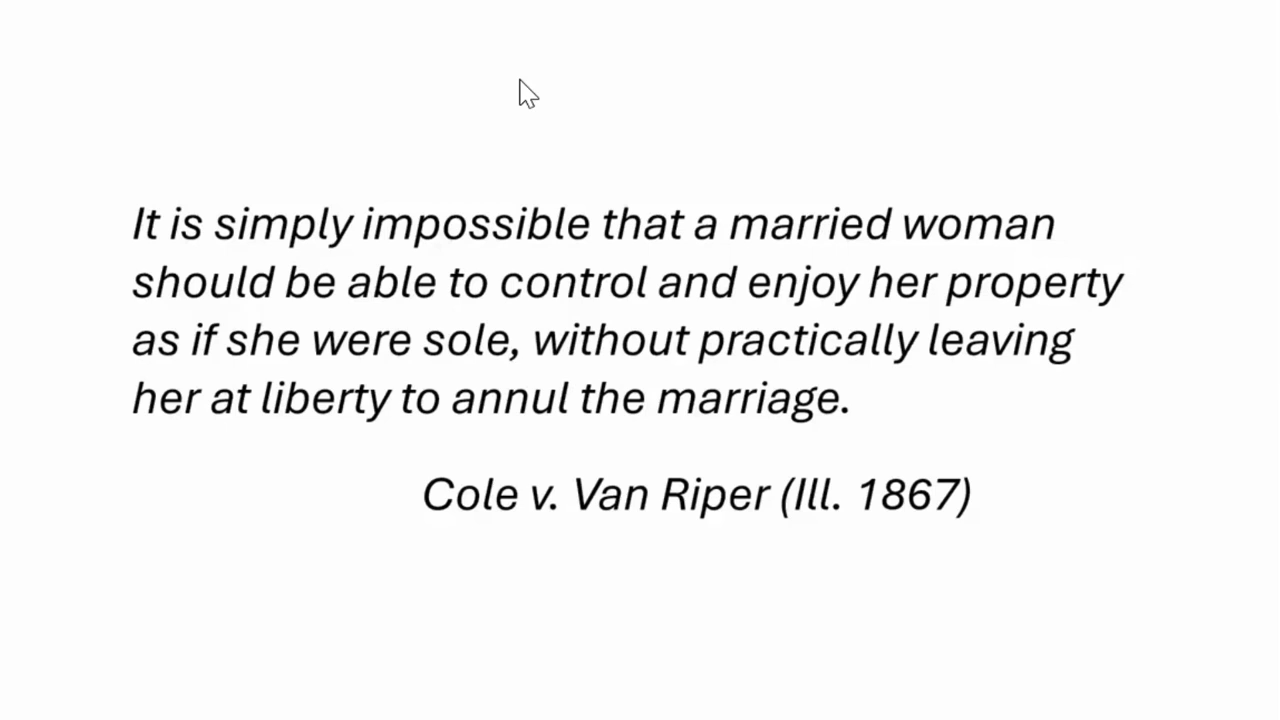 It is simply impossible that a married woman
should be able to control and enjoy her property
as if she were sole, without practically leaving
her at liberty to annul the marriage.
Cole v. Van Riper (Ill. 1867)